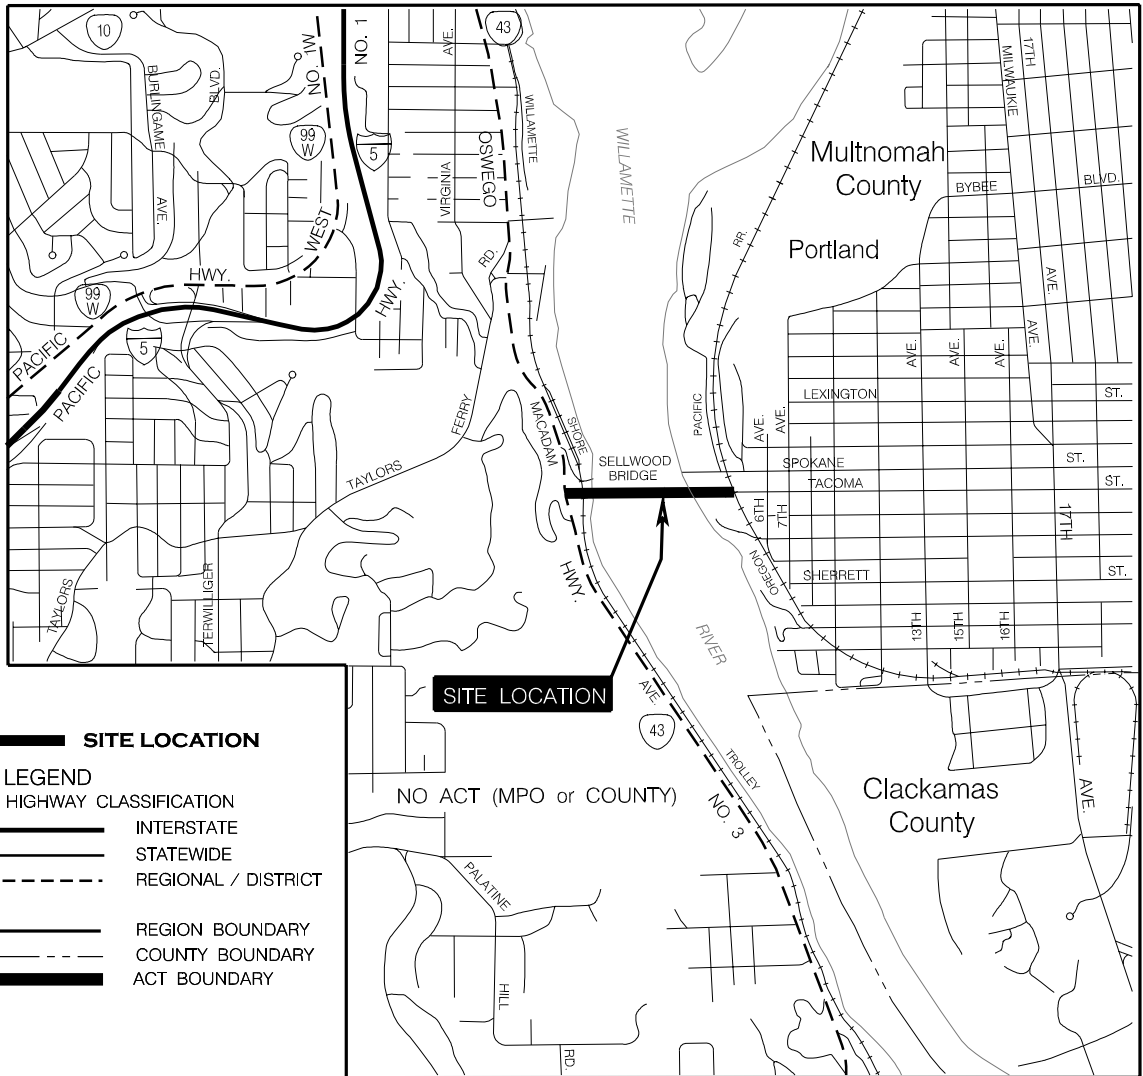 10
BURLINGAME
AVE.
BLVD.
NO. 1W
NO. 1
99
W
5
HWY.
WEST
HWY.
99
W
5
PACIFIC
PACIFIC
AVE.
43
WILLAMETTE
OSWEGO
VIRGINIA
RD.
WILLAMETTE
RR.
Multnomah
County
Portland
17TH
MILWAUKIE
BYBEE
BLVD.
AVE.
AVE.
AVE.
AVE.
AVE.
LEXINGTON
ST.
PACIFIC
AVE.
AVE.
FERRY
TAYLORS
MACADAM
SHORE
SELLWOOD
BRIDGE
SPOKANE
ST.
TACOMA
ST.
6TH
7TH
17TH
OREGON
SHERRETT
ST.
13TH
15TH
16TH
TAYLORS
TERWILLIGER
HWY.
RIVER
SITE LOCATION
AVE.
43
TROLLEY
NO. 3
NO ACT (MPO or COUNTY)
Clackamas
County
AVE.
PALATINE
HILL
RD.
SITE LOCATION
LEGEND
HIGHWAY CLASSIFICATION
INTERSTATE
STATEWIDE
REGIONAL / DISTRICT
REGION BOUNDARY
COUNTY BOUNDARY
ACT BOUNDARY